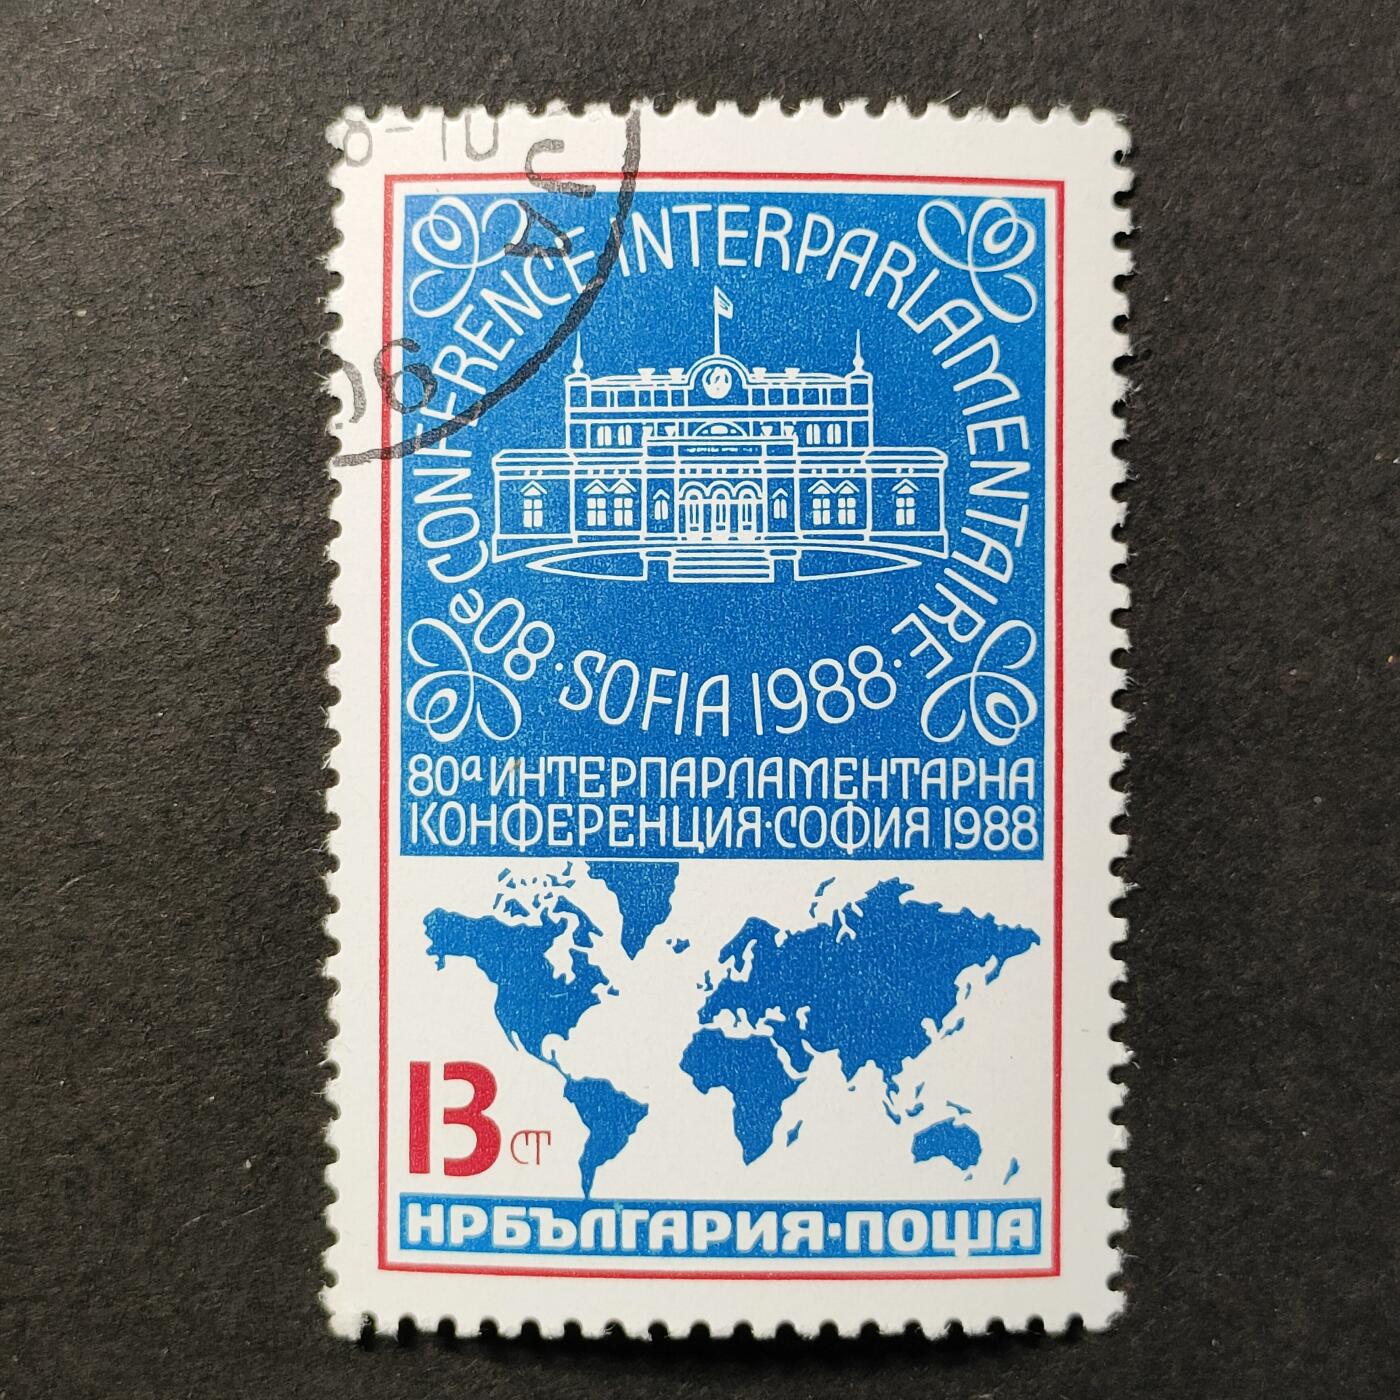 80e CONFERENCE INTERPARLAMENTAIRE
· SOFIA 1988 ·
80а ИНТЕРПАРЛАМЕНТАРНА
КОНФЕРЕНЦИЯ·СОФИЯ 1988
13 СТ
НРБЪЛГАРИЯ·ПОЩА